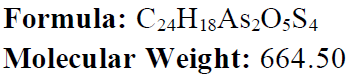 Formula: C₂₄H₁₈As₂O₅S₄
Molecular Weight: 664.50